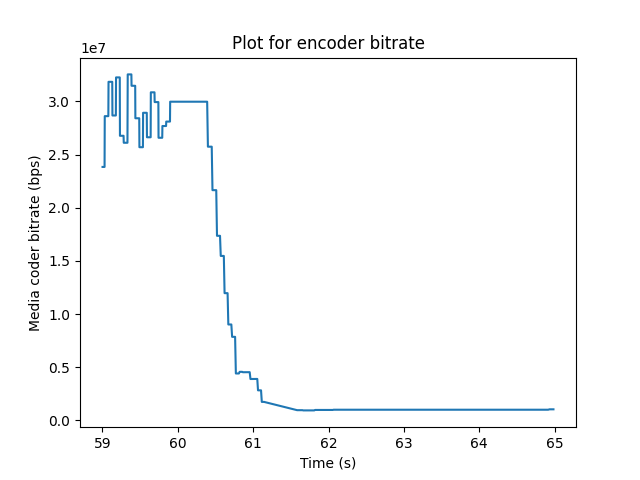 Plot for encoder bitrate
1e7
3.0
2.5
2.0
1.5
1.0
0.5
0.0
Media coder bitrate (bps)
59 60 61 62 63 64 65
Time (s)